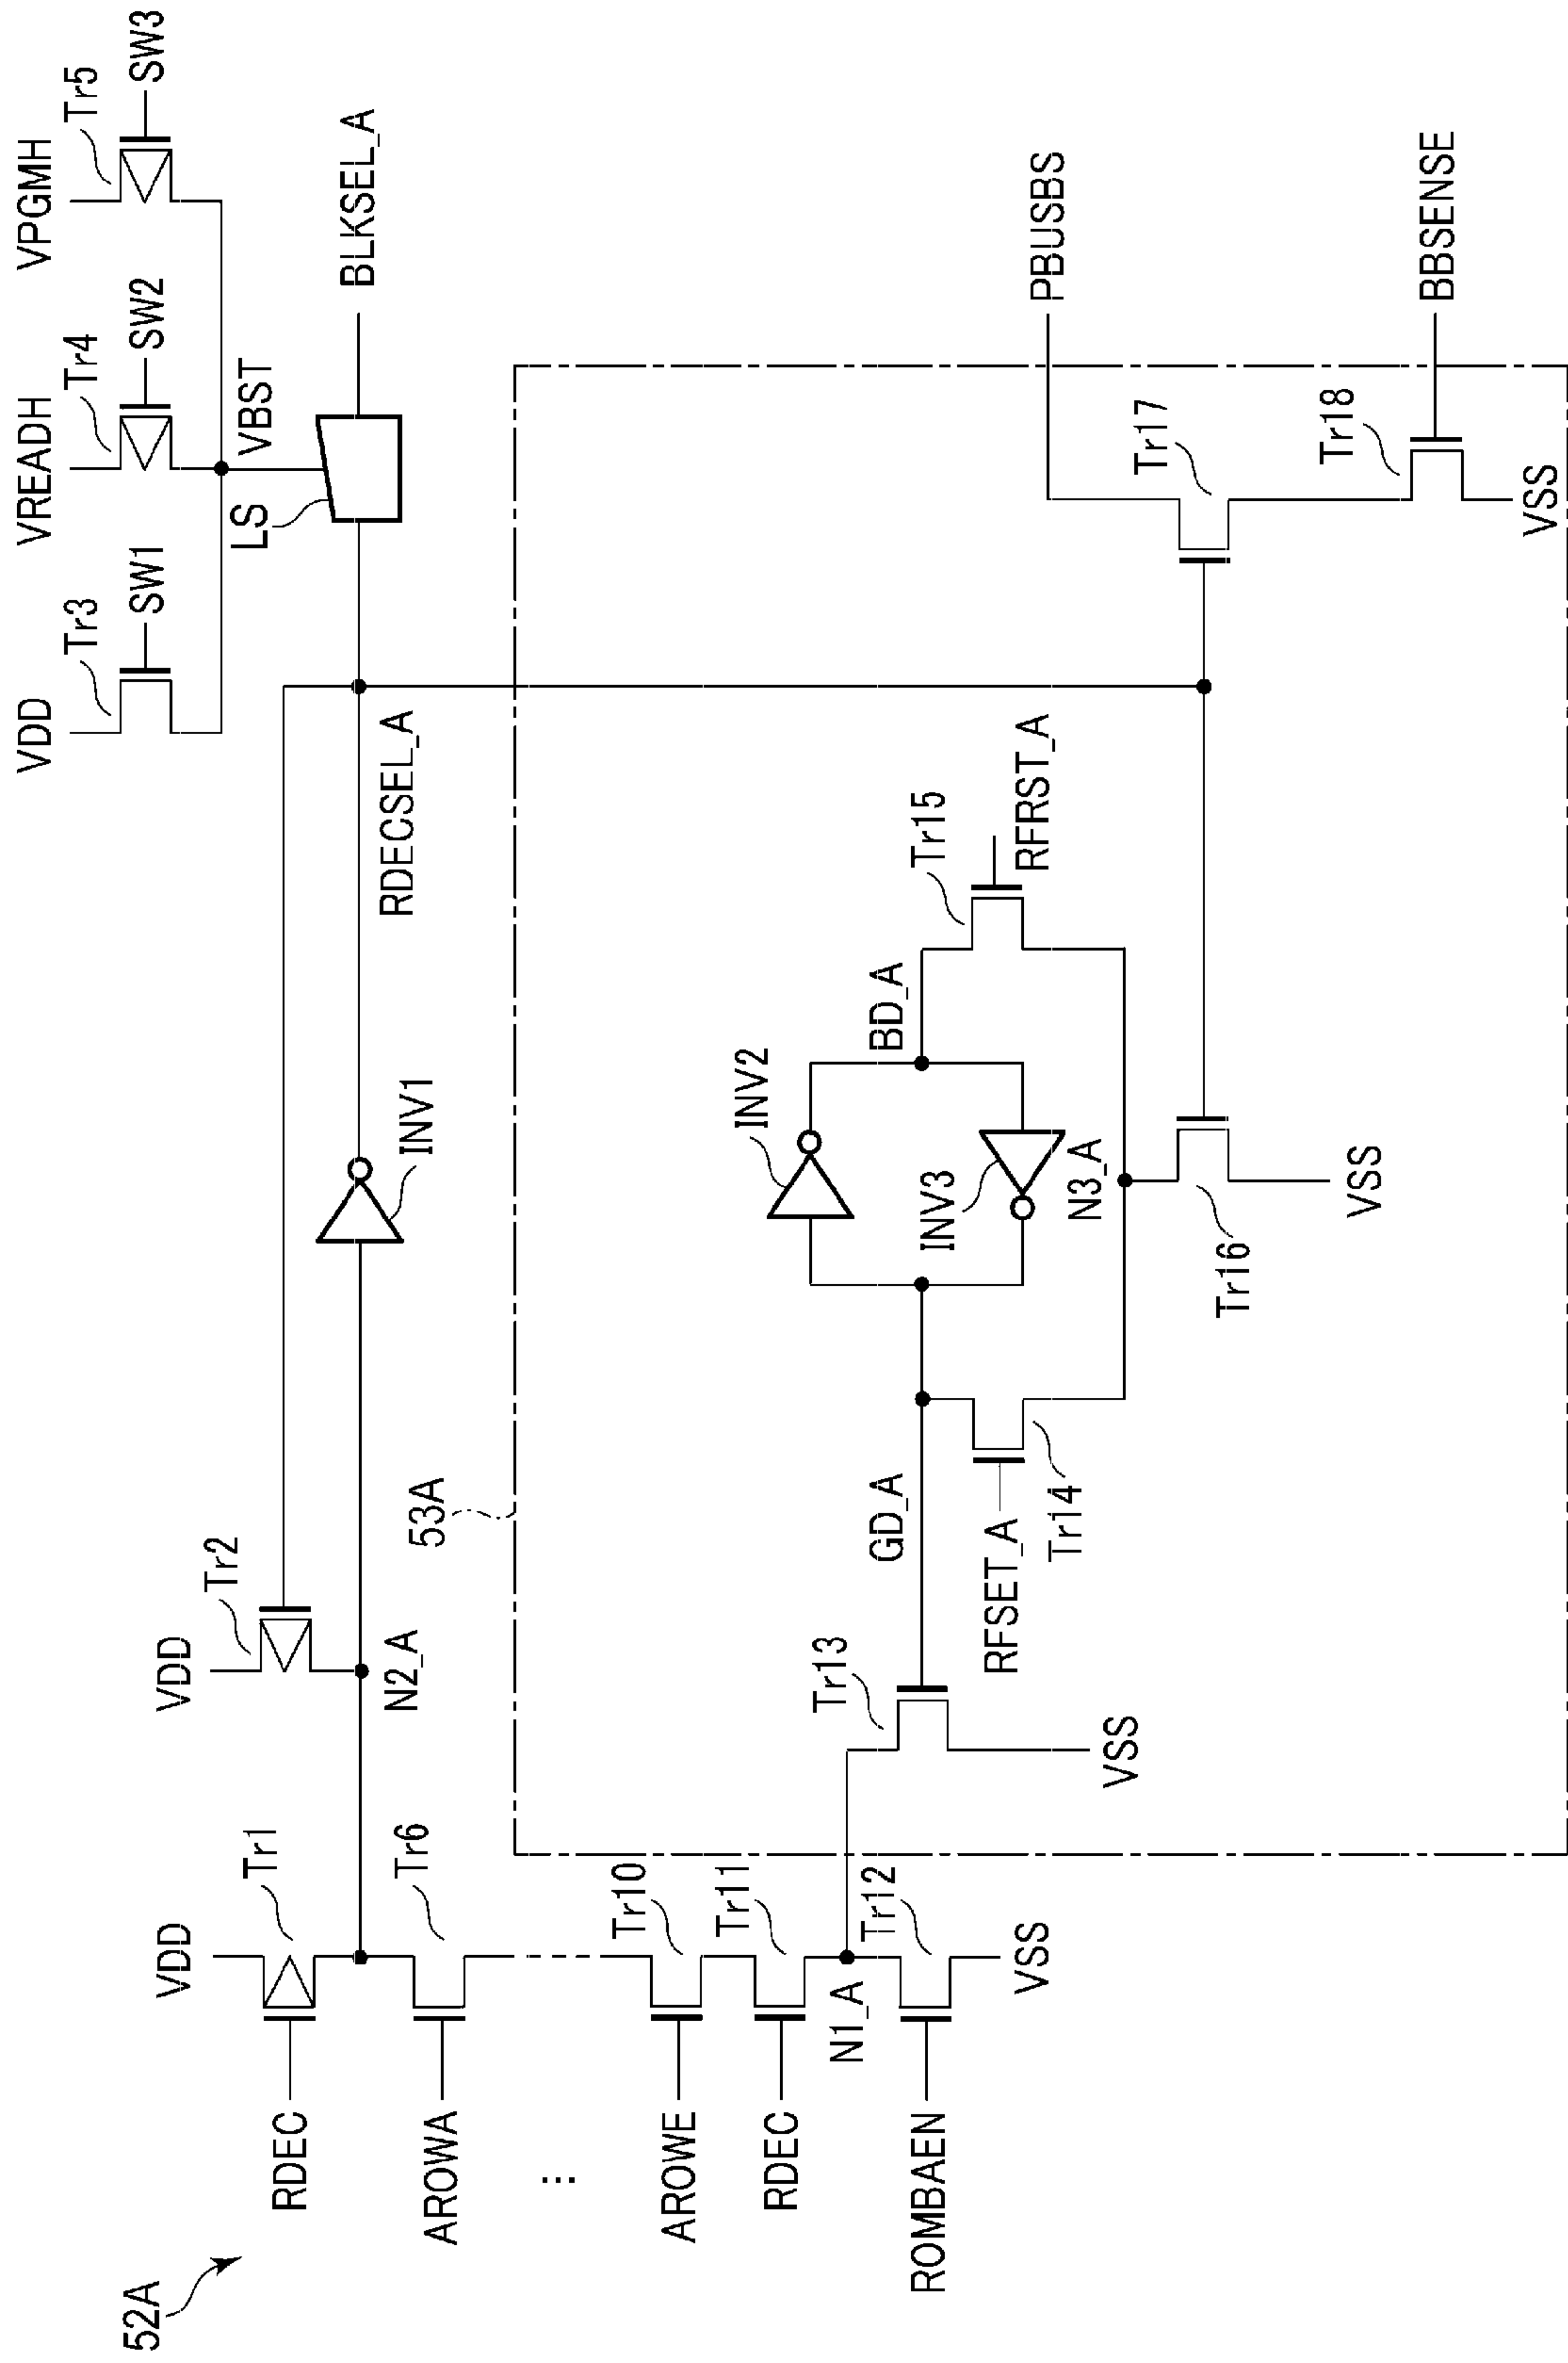 52A
RDEC
AROWA
...
AROWE
RDEC
ROMBAEN
VDD
Tr1
Tr6
Tr10
Tr11
N1_A
Tr12
VSS
VDD
Tr2
N2_A
53A
Tr13
VSS
GD_A
RFSET_A
Tr14
INV1
INV2
INV3
BD_A
N3_A
Tr15
RFRST_A
Tr16
VSS
RDECSEL_A
VDD
Tr3
SW1
VREADH
Tr4
SW2
VPGMH
Tr5
SW3
VBST
LS
BLKSEL_A
PBUSBS
Tr17
BBSENSE
Tr18
VSS